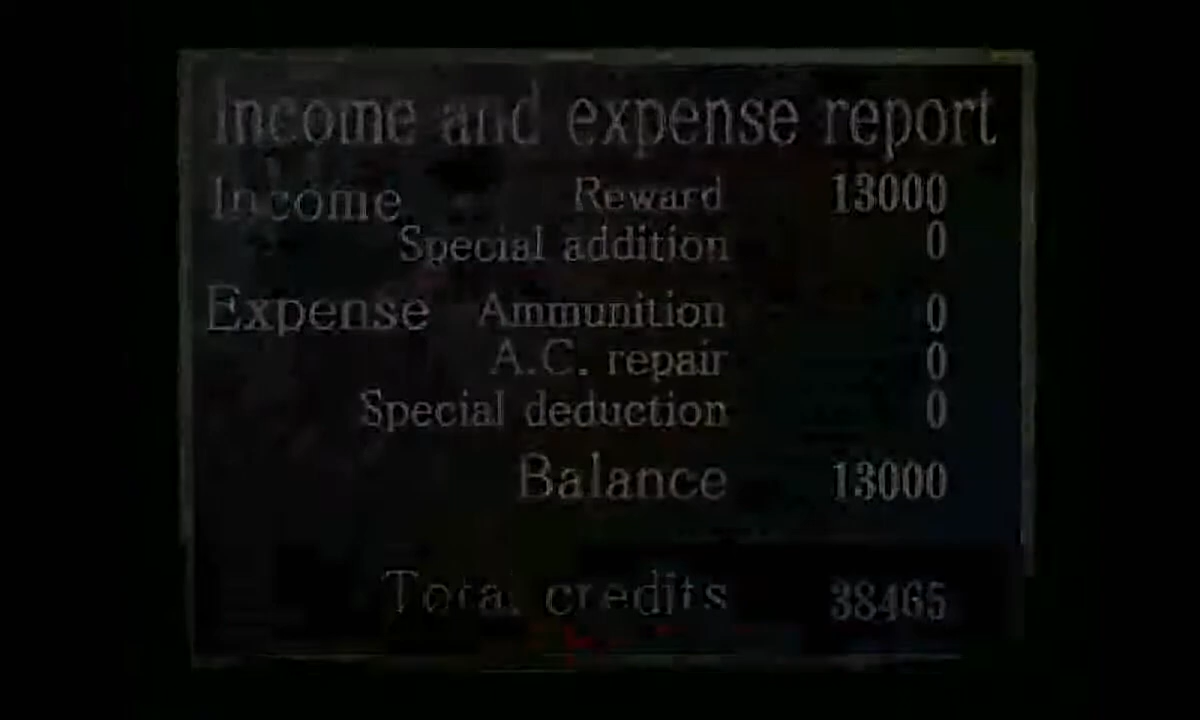 Income and expense report
Income Reward 13000
Special addition 0
Expense Ammunition 0
A.C. repair 0
Special deduction 0
Balance 13000
Total credits 38465